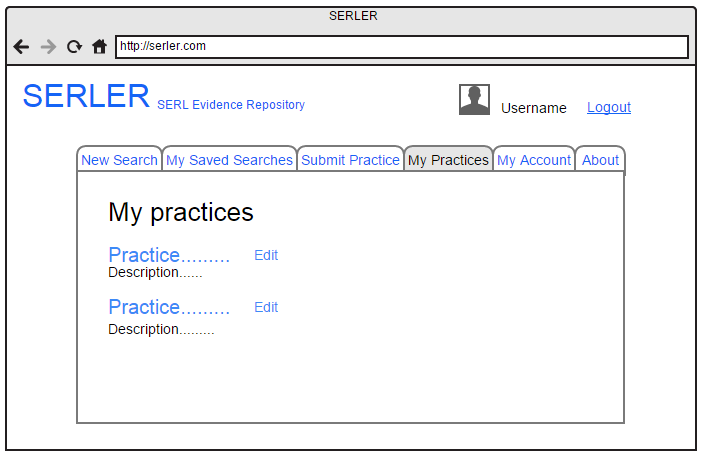 SERLER
http://serler.com
SERLER SERL Evidence Repository
Username Logout
New Search My Saved Searches Submit Practice My Practices My Account About
My practices
Practice......... Edit
Description......
Practice......... Edit
Description.........